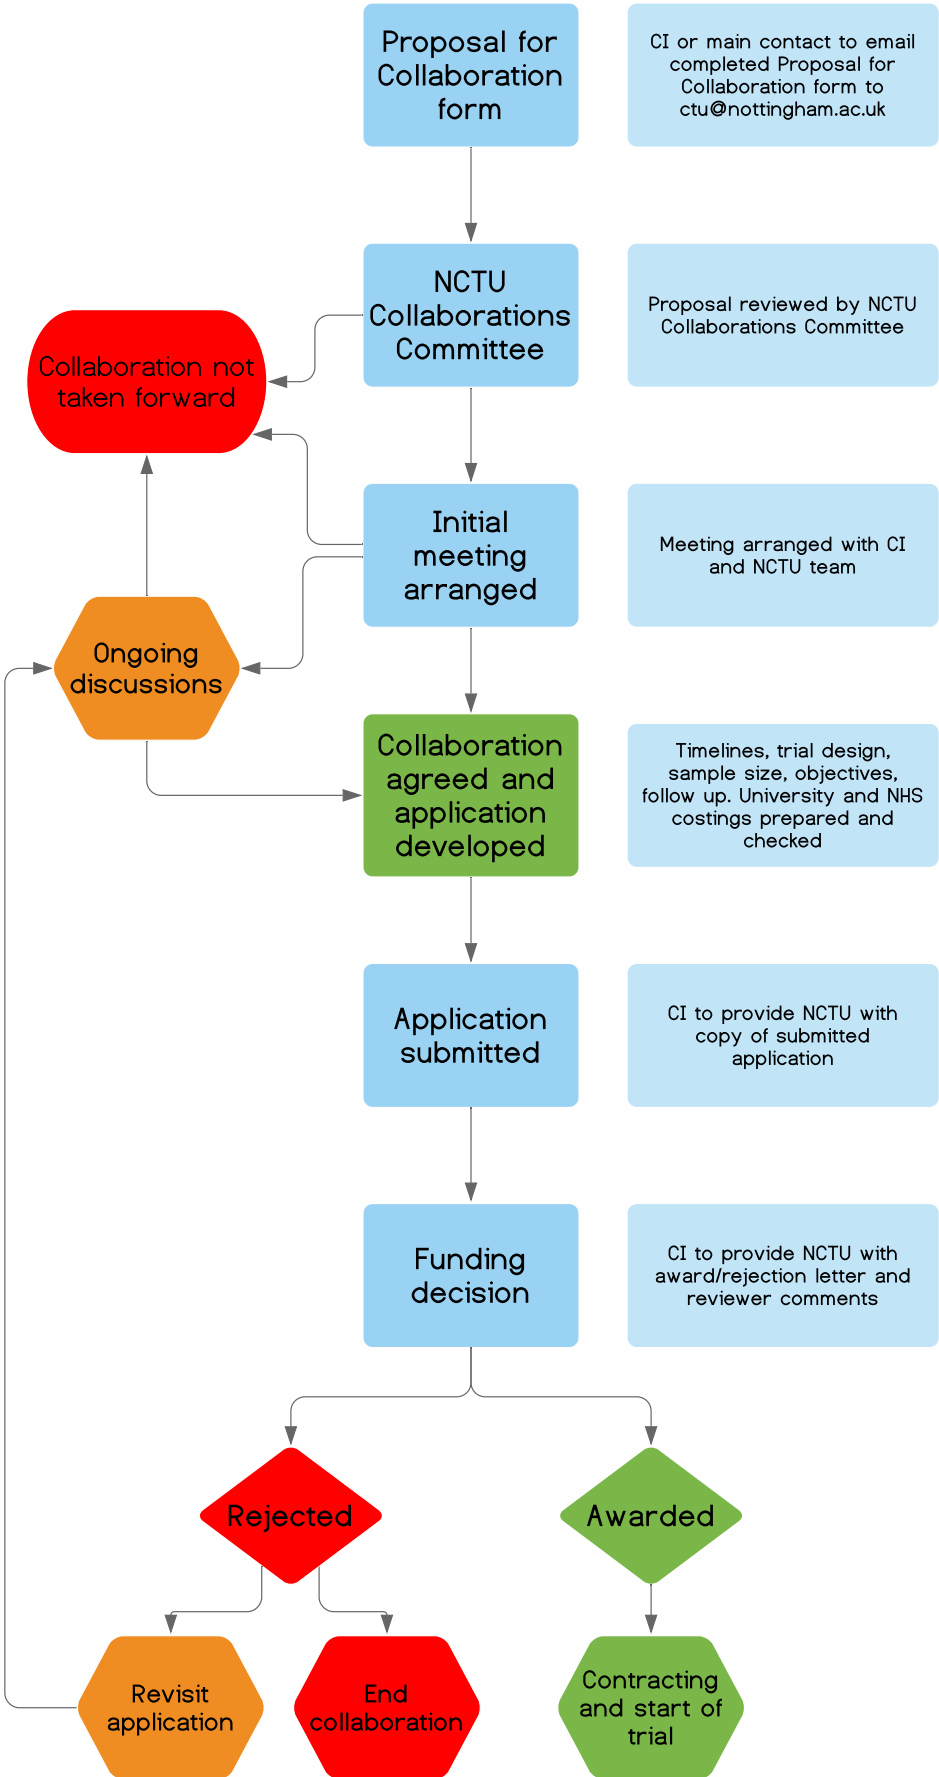 Proposal for
Collaboration
form
CI or main contact to email
completed Proposal for
Collaboration form to
ctu@nottingham.ac.uk
NCTU
Collaborations
Committee
Proposal reviewed by NCTU
Collaborations Committee
Collaboration not
taken forward
Initial
meeting
arranged
Meeting arranged with CI
and NCTU team
Ongoing
discussions
Collaboration
agreed and
application
developed
Timelines, trial design,
sample size, objectives,
follow up. University and NHS
costings prepared and
checked
Application
submitted
CI to provide NCTU with
copy of submitted
application
Funding
decision
CI to provide NCTU with
award/rejection letter and
reviewer comments
Rejected
Awarded
Revisit
application
End
collaboration
Contracting
and start of
trial